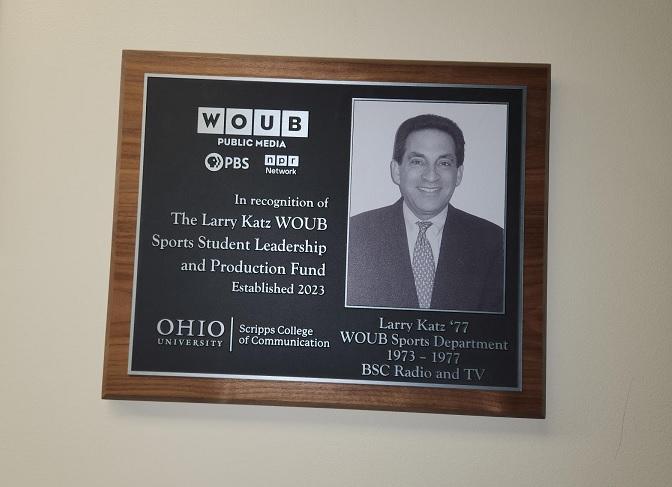 WOUB
PUBLIC MEDIA
PBS
npr
Network
In recognition of
The Larry Katz WOUB
Sports Student Leadership
and Production Fund
Established 2023
OHIO
UNIVERSITY
Scripps College
of Communication
Larry Katz ‘77
WOUB Sports Department
1973 – 1977
BSC Radio and TV